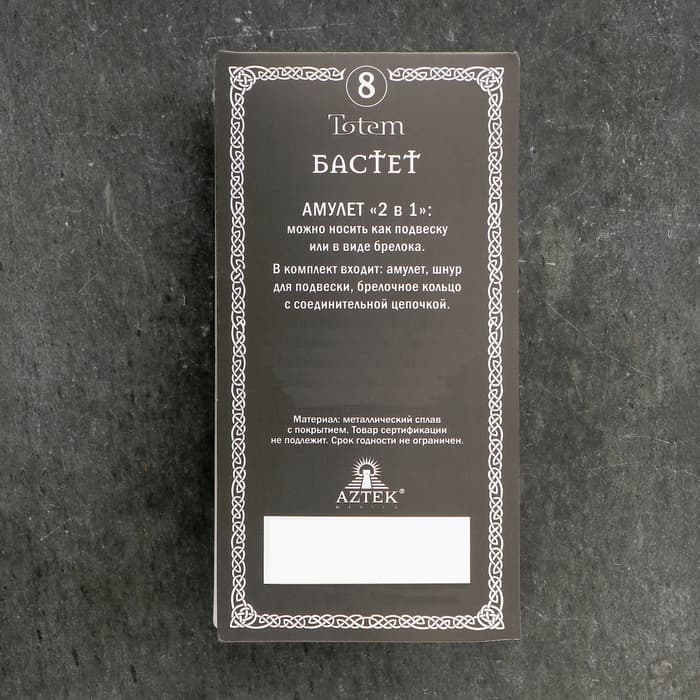 8
Totem
БАСТЕТ
АМУЛЕТ «2 в 1»:
можно носить как подвеску
или в виде брелока.
В комплект входит: амулет, шнур
для подвески, брелочное кольцо
с соединительной цепочкой.
Материал: металлический сплав
с покрытием. Товар сертификации
не подлежит. Срок годности не ограничен.
AZTEK®
MEXICO